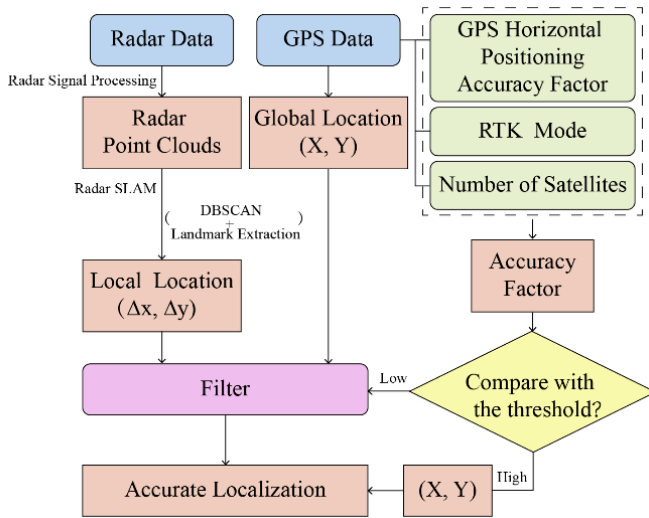 Radar Data
GPS Data
GPS Horizontal
Positioning
Accuracy Factor
RTK Mode
Number of Satellites
Radar Signal Processing
Radar
Point Clouds
Global Location
(X, Y)
Radar SLAM
( DBSCAN )
+
Landmark Extraction
Local Location
(Δx, Δy)
Accuracy
Factor
Filter
Low
Compare with
the threshold?
High
Accurate Localization
(X, Y)